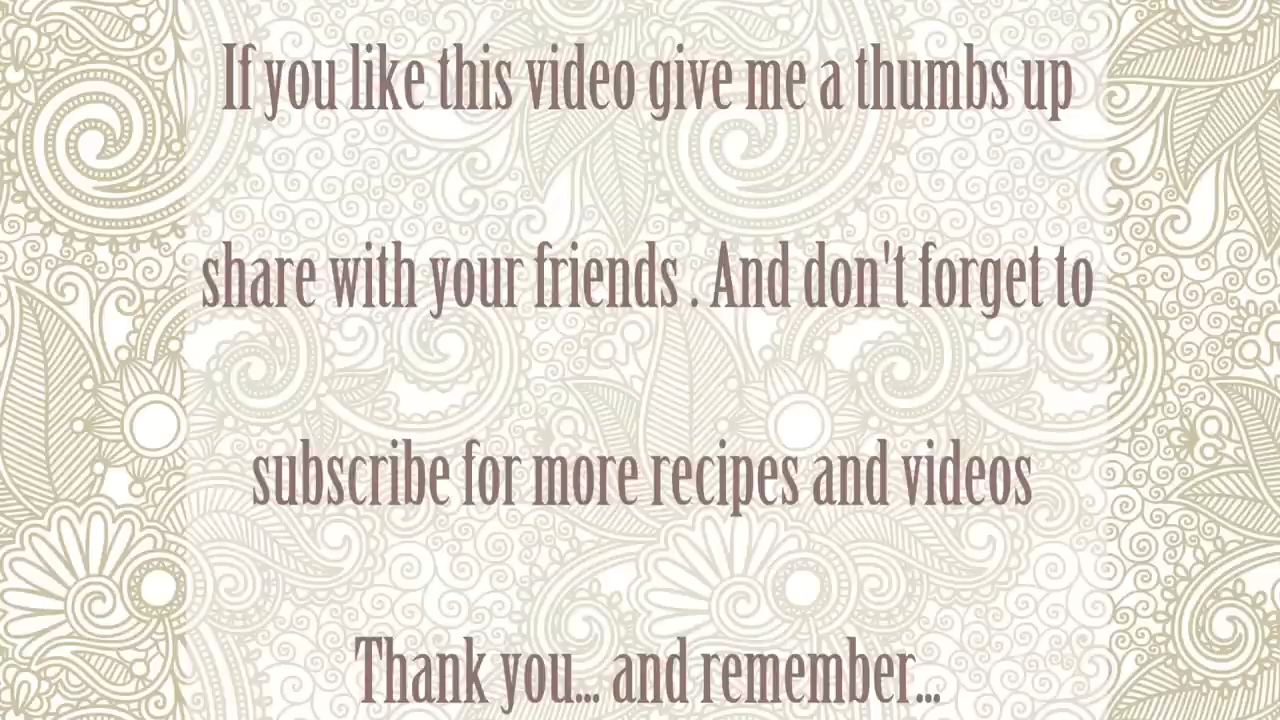 If you like this video give me a thumbs up
share with your friends . And don't forget to
subscribe for more recipes and videos
Thank you... and remember...